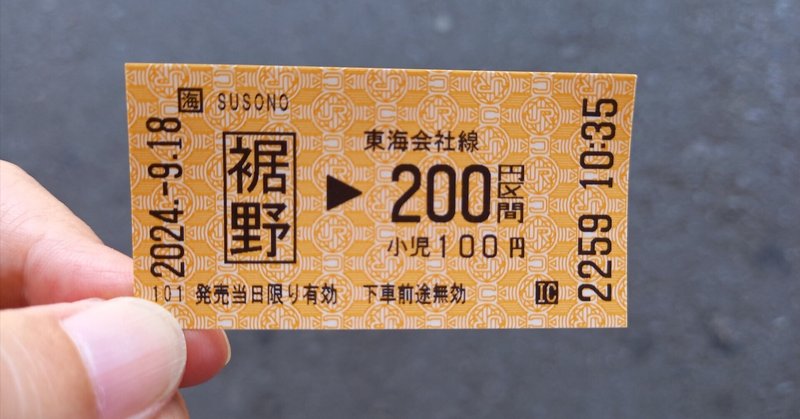 海 SUSONO
2024.-9.18
裾野
東海会社線
▶ 200円区間
小児100円
2259 10:35
101 発売当日限り有効 下車前途無効
IC